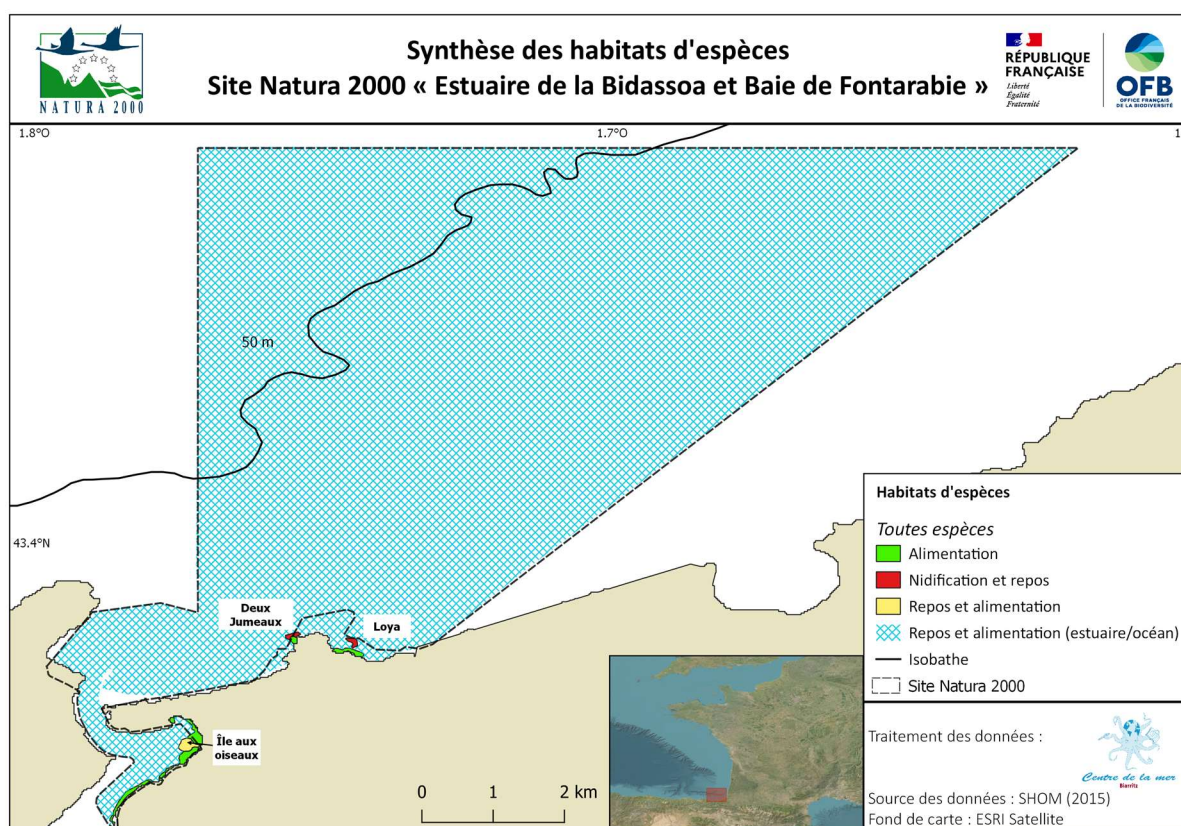 NATURA 2000
Synthèse des habitats d'espèces
Site Natura 2000 « Estuaire de la Bidassoa et Baie de Fontarabie »
RÉPUBLIQUE
FRANÇAISE
Liberté
Égalité
Fraternité
OFB
OFFICE FRANÇAIS
DE LA BIODIVERSITÉ
1.8°O
1.7°O
1
50 m
43.4°N
Deux
Jumeaux
Loya
Île aux
oiseaux
0 1 2 km
Habitats d'espèces
Toutes espèces
Alimentation
Nidification et repos
Repos et alimentation
Repos et alimentation (estuaire/océan)
Isobathe
Site Natura 2000
Traitement des données :
Centre de la mer
Biarritz
Source des données : SHOM (2015)
Fond de carte : ESRI Satellite